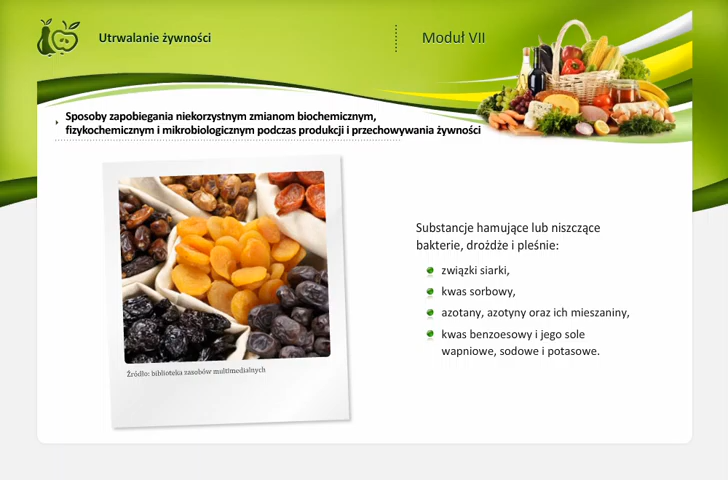 Utrwalanie żywności
Moduł VII
Sposoby zapobiegania niekorzystnym zmianom biochemicznym,
fizykochemicznym i mikrobiologicznym podczas produkcji i przechowywania żywności
Substancje hamujące lub niszczące
bakterie, drożdże i pleśnie:
związki siarki,
kwas sorbowy,
azotany, azotyny oraz ich mieszaniny,
kwas benzoesowy i jego sole
wapniowe, sodowe i potasowe.
Źródło: biblioteka zasobów multimedialnych